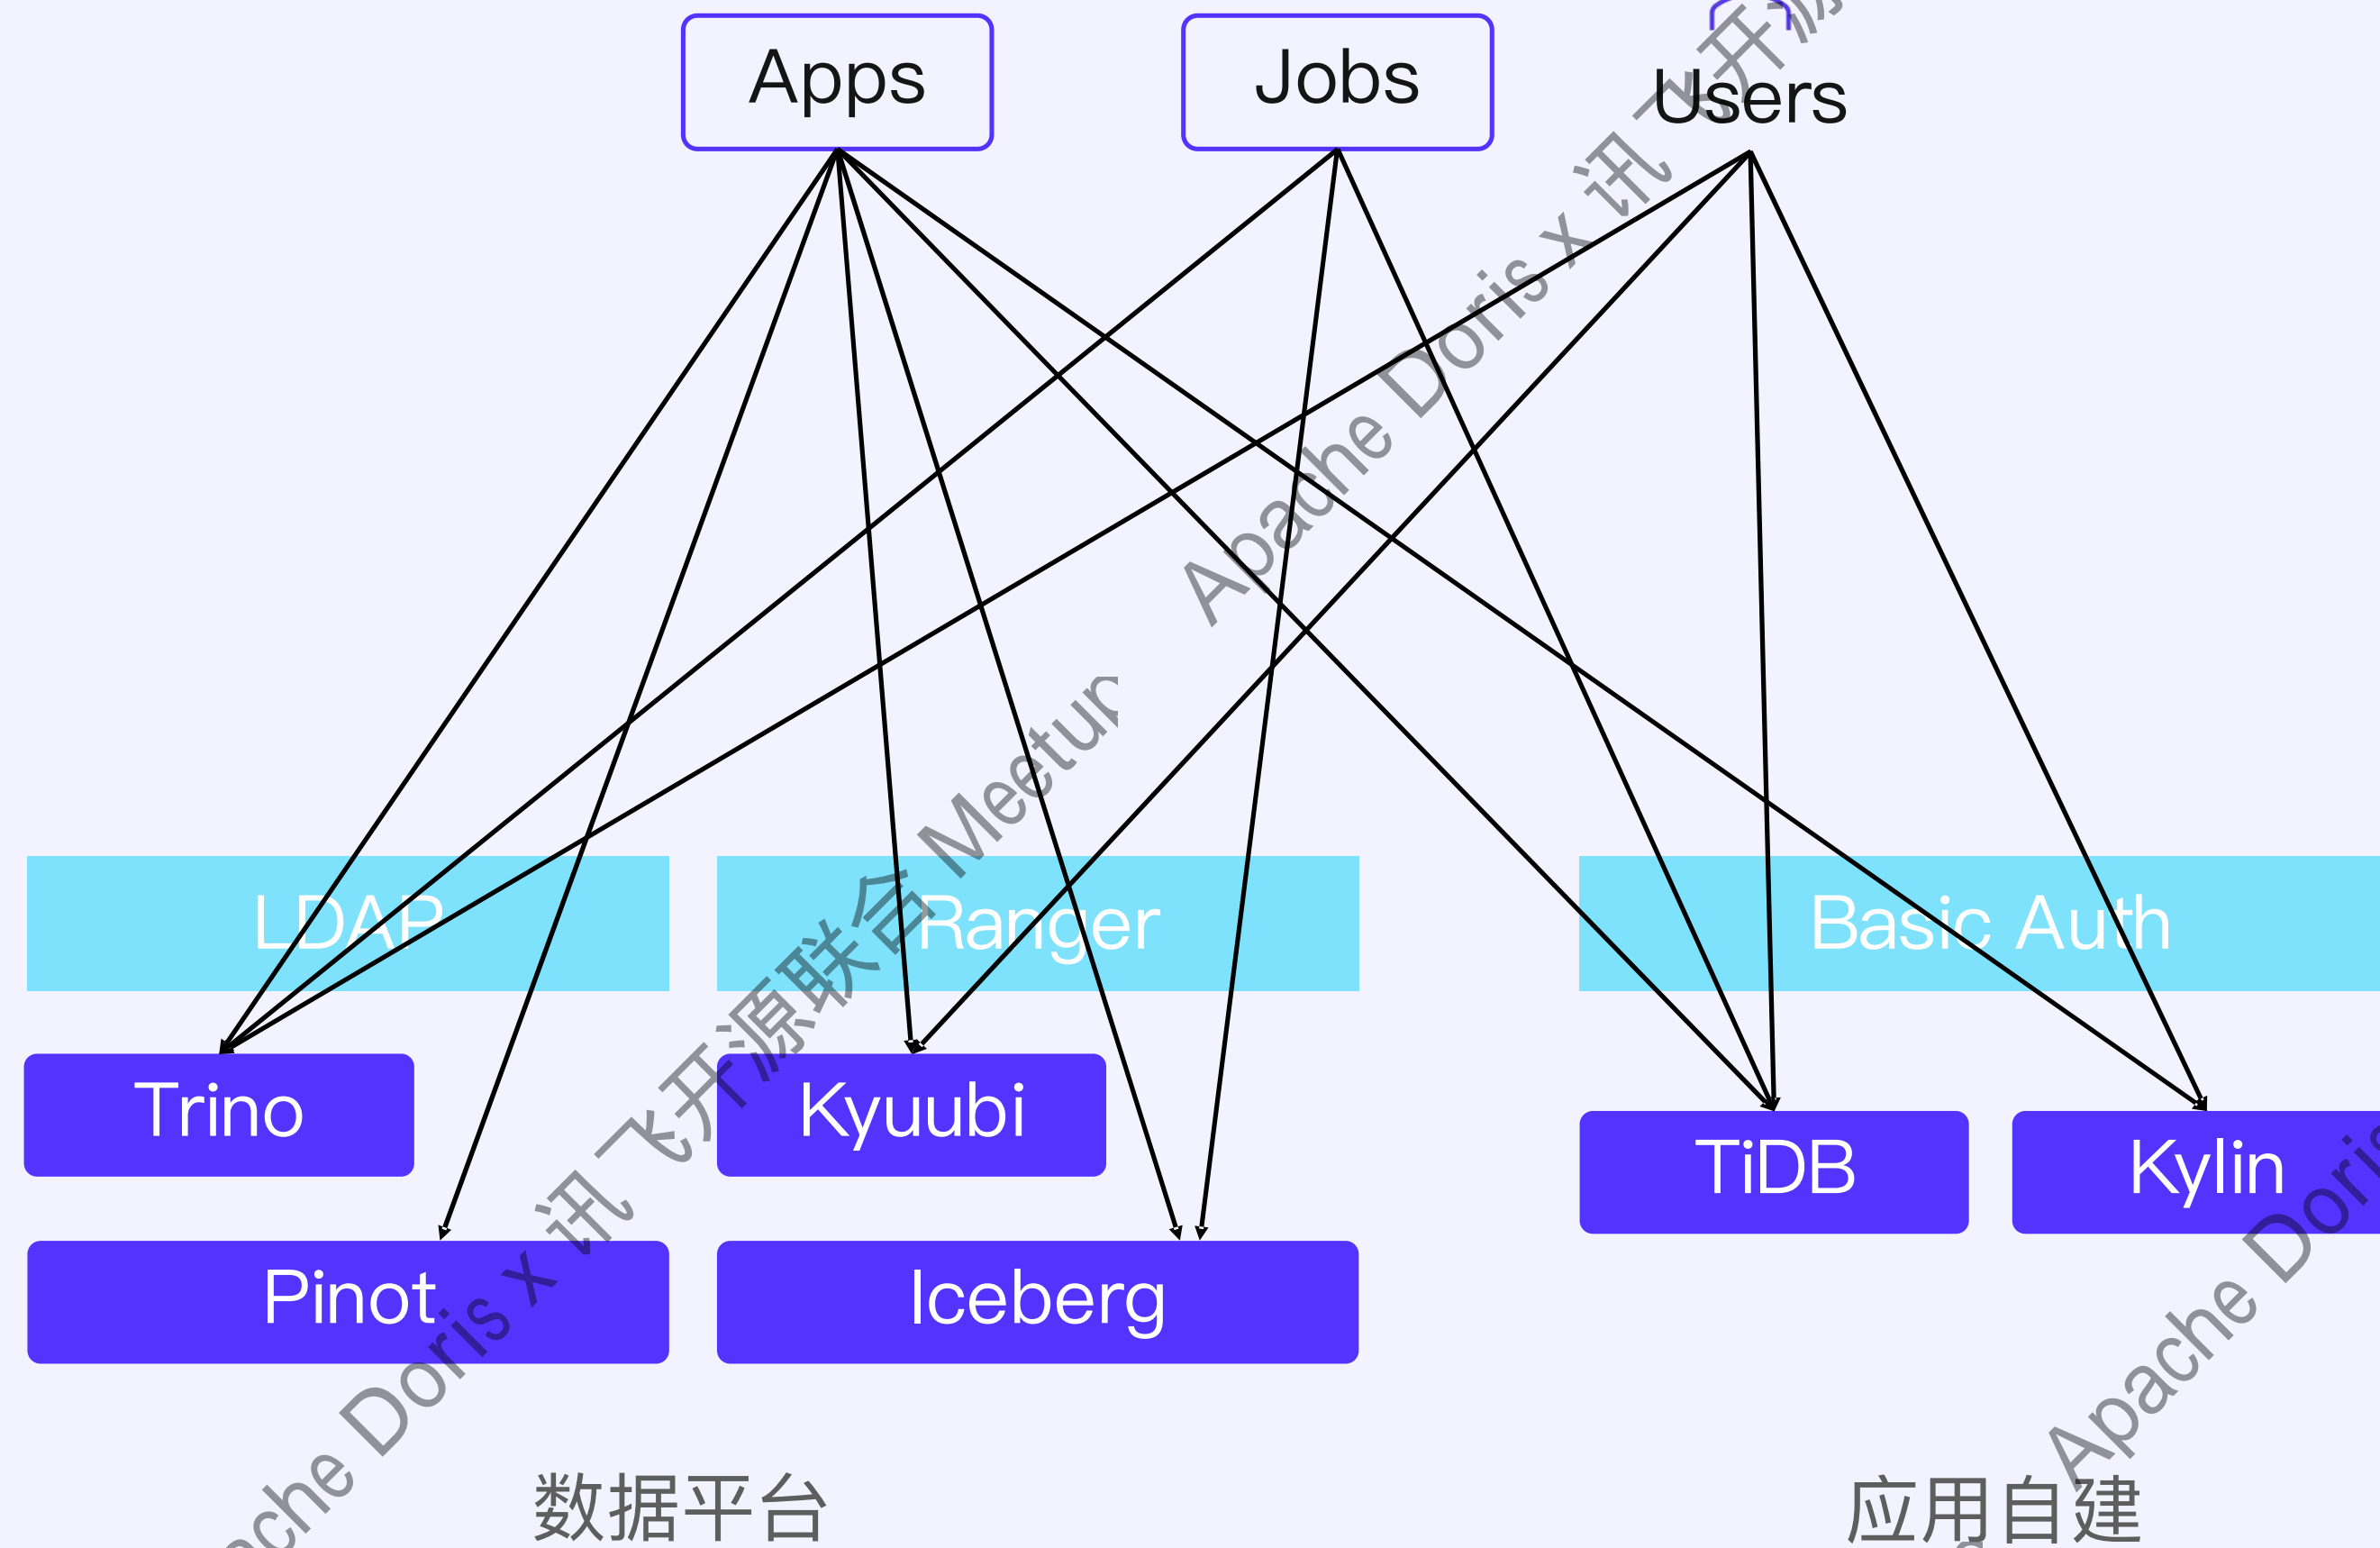 Apps
Jobs
Users
LDAP
Ranger
Basic Auth
Trino
Kyuubi
TiDB
Kylin
Pinot
Iceberg
数据平台
应用自建
Apache Doris x 讯飞开源
Doris x 讯飞开源联合 Meetup
Apache Doris